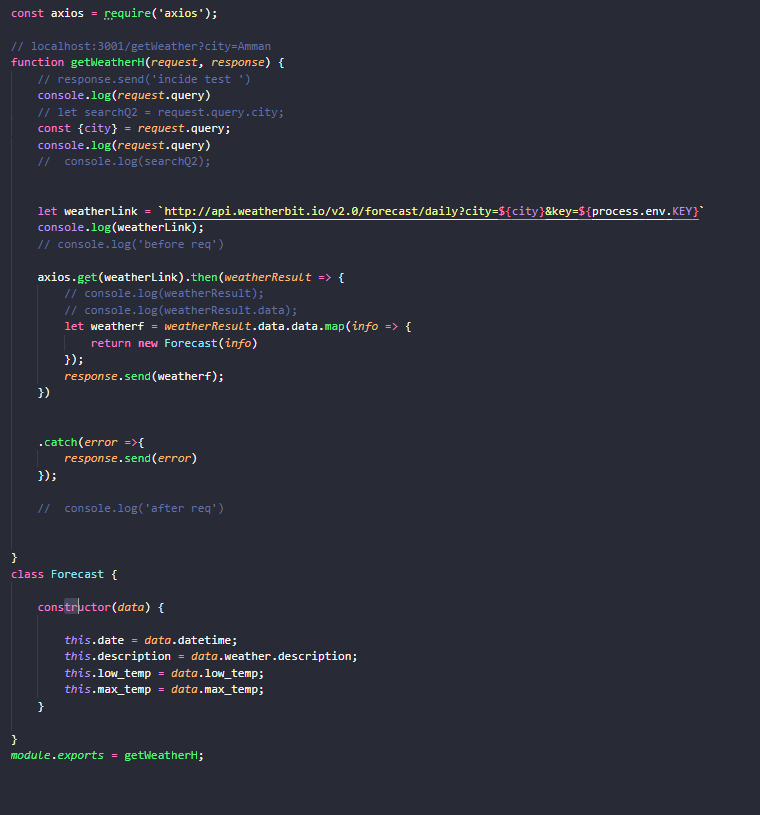 const axios = require('axios');
// localhost:3001/getWeather?city=Amman
function getWeatherH(request, response) {
// response.send('incide test ')
console.log(request.query)
// let searchQ2 = request.query.city;
const {city} = request.query;
console.log(request.query)
//  console.log(searchQ2);
let weatherLink = `http://api.weatherbit.io/v2.0/forecast/daily?city=${city}&key=${process.env.KEY}`
console.log(weatherLink);
// console.log('before req')
axios.get(weatherLink).then(weatherResult => {
// console.log(weatherResult);
// console.log(weatherResult.data);
let weatherf = weatherResult.data.data.map(info => {
return new Forecast(info)
});
response.send(weatherf);
})
.catch(error =>{
response.send(error)
});
//  console.log('after req')
}
class Forecast {
constructor(data) {
this.date = data.datetime;
this.description = data.weather.description;
this.low_temp = data.low_temp;
this.max_temp = data.max_temp;
}
}
module.exports = getWeatherH;